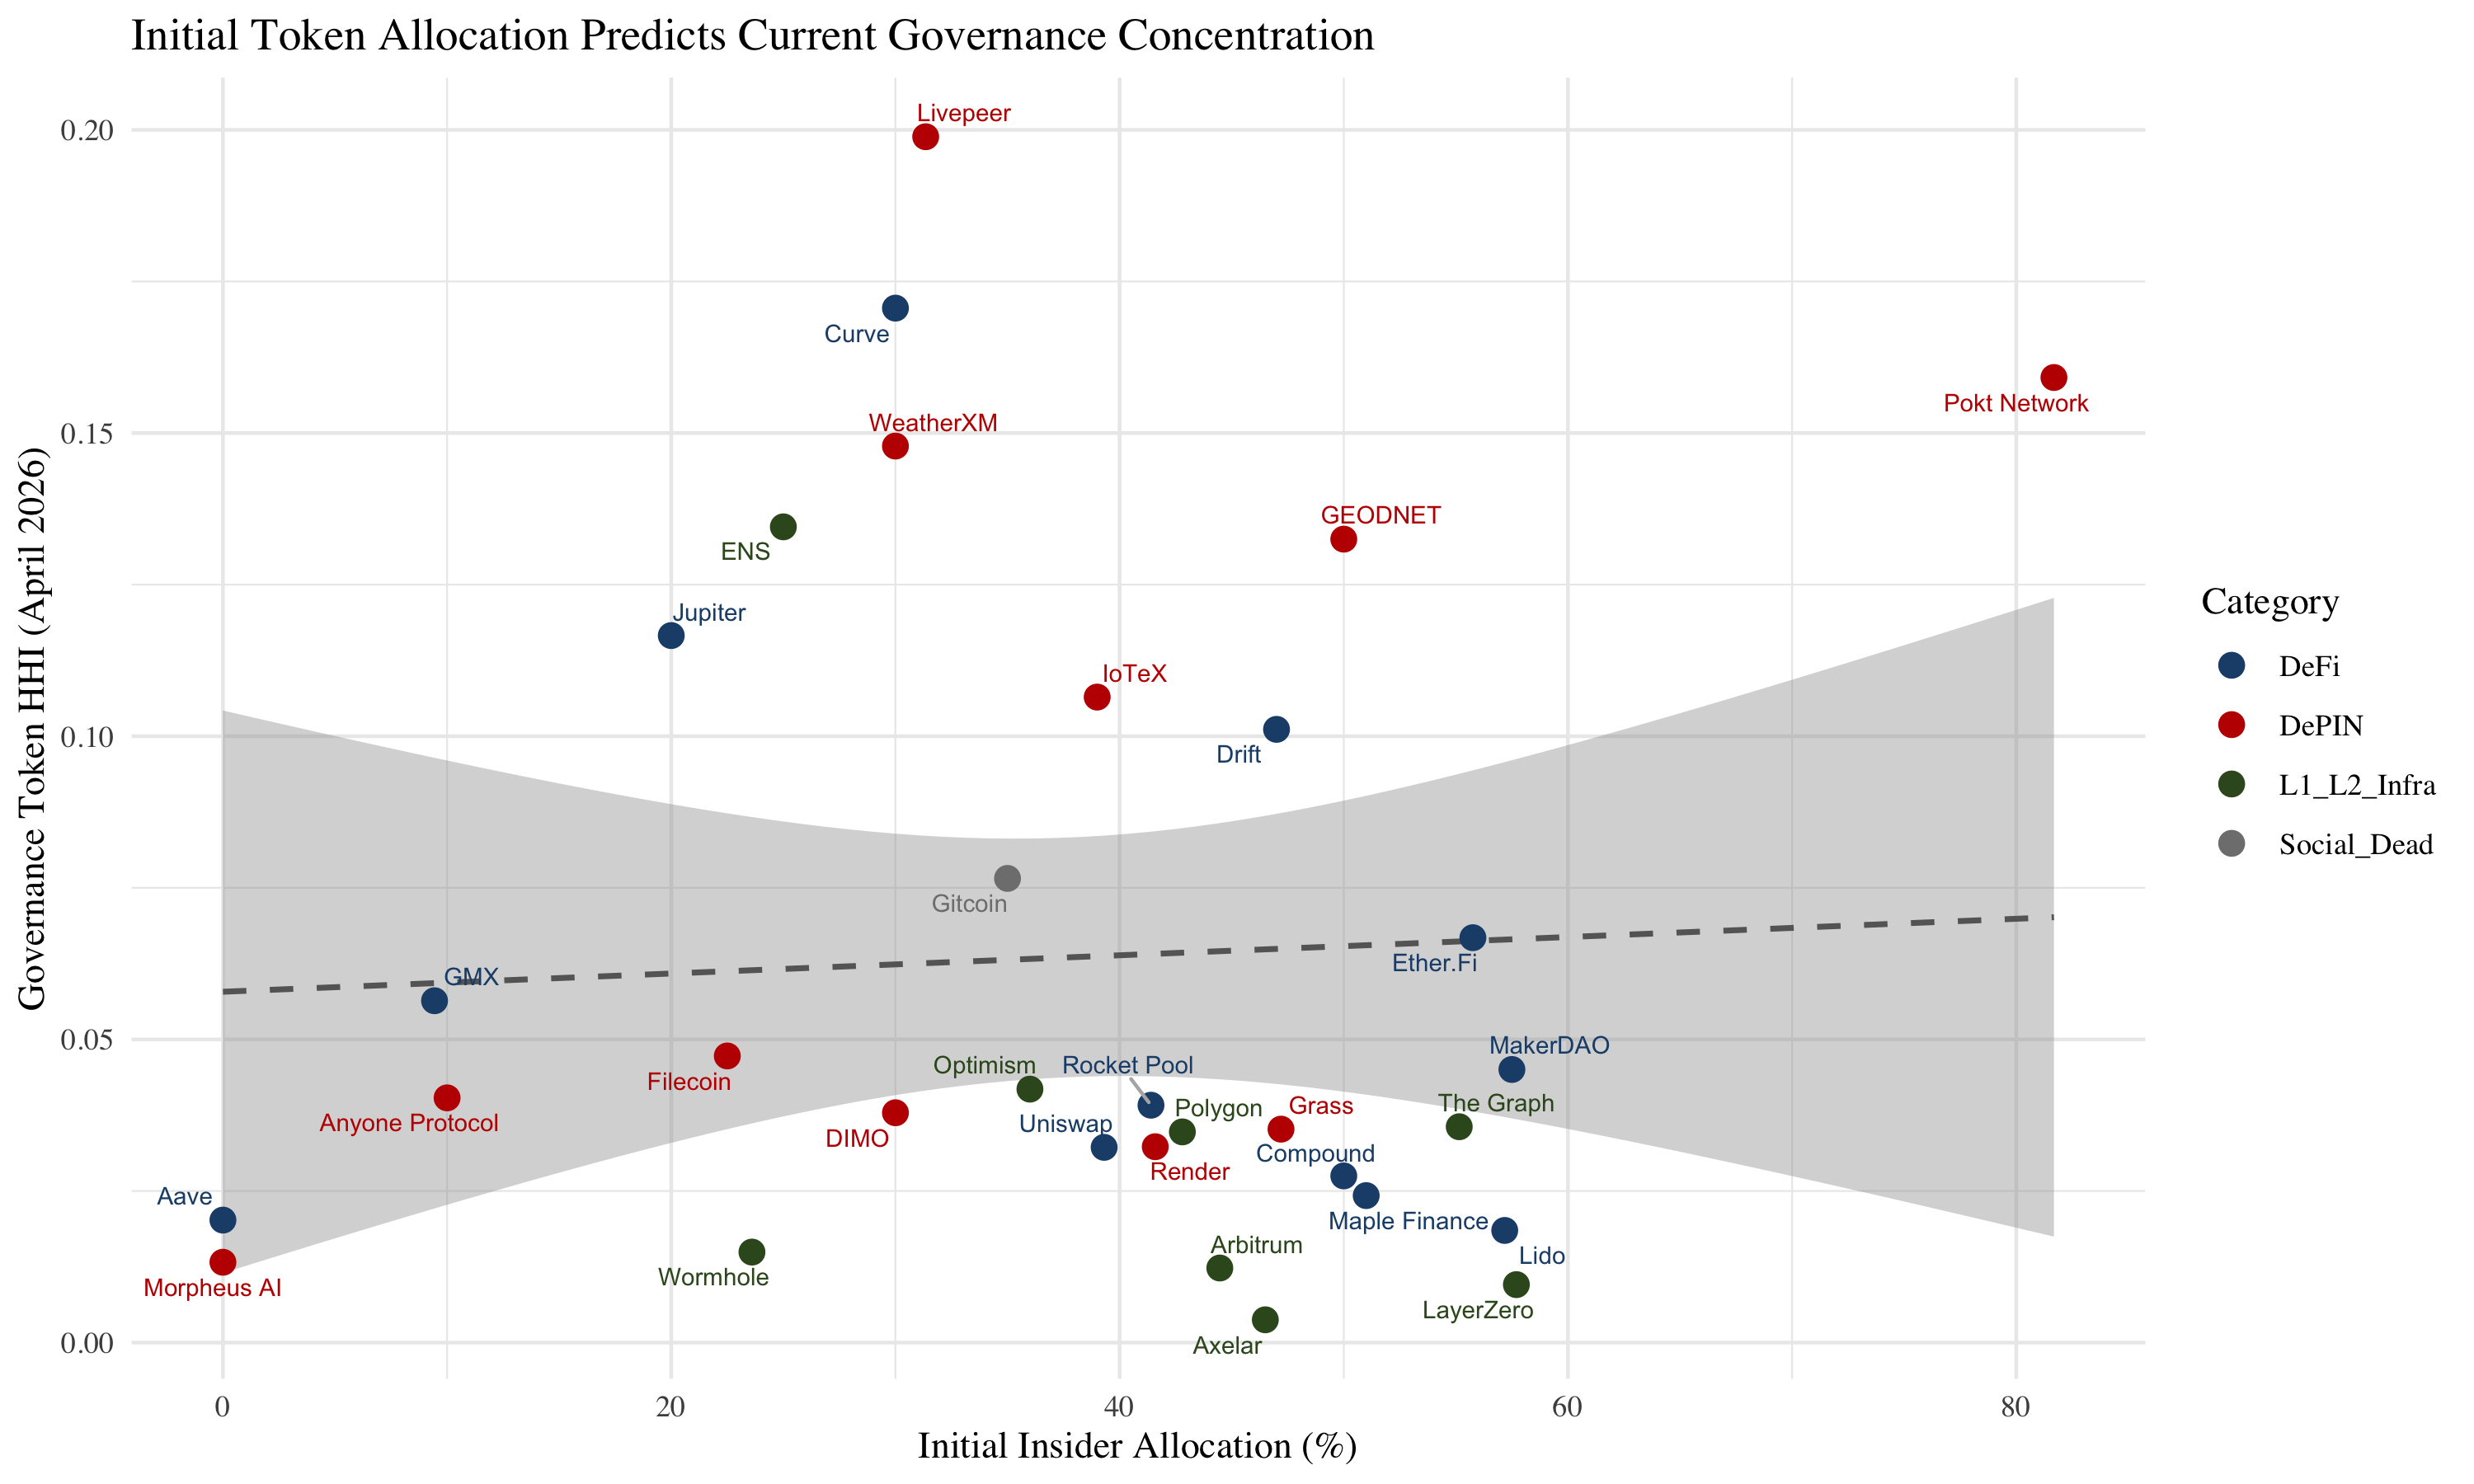 Initial Token Allocation Predicts Current Governance Concentration
Governance Token HHI (April 2026)
0.20
0.15
0.10
0.05
0.00
Livepeer
Curve
Pokt Network
WeatherXM
GEODNET
ENS
Jupiter
IoTeX
Drift
Gitcoin
Ether.Fi
GMX
MakerDAO
Filecoin
Optimism
Rocket Pool
Anyone Protocol
DIMO
Uniswap
Polygon
Grass
The Graph
Render
Compound
Aave
Maple Finance
Morpheus AI
Wormhole
Arbitrum
Lido
LayerZero
Axelar
0
20
40
60
80
Initial Insider Allocation (%)
Category
DeFi
DePIN
L1_L2_Infra
Social_Dead